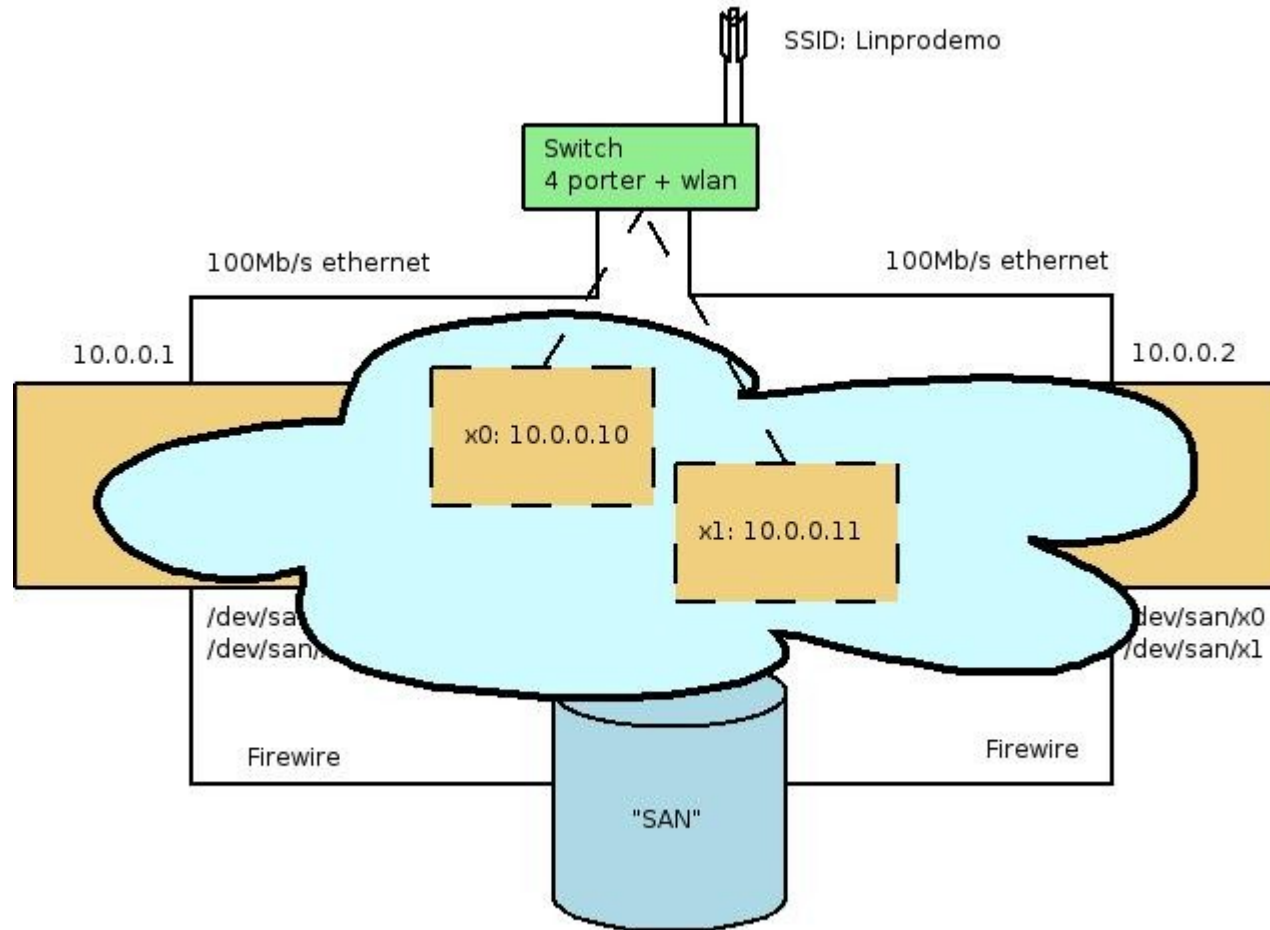 SSID: Linprodemo
Switch
4 porter + wlan
100Mb/s ethernet
100Mb/s ethernet
10.0.0.1
10.0.0.2
x0: 10.0.0.10
x1: 10.0.0.11
/dev/san/x0
/dev/san/x1
Firewire
Firewire
"SAN"